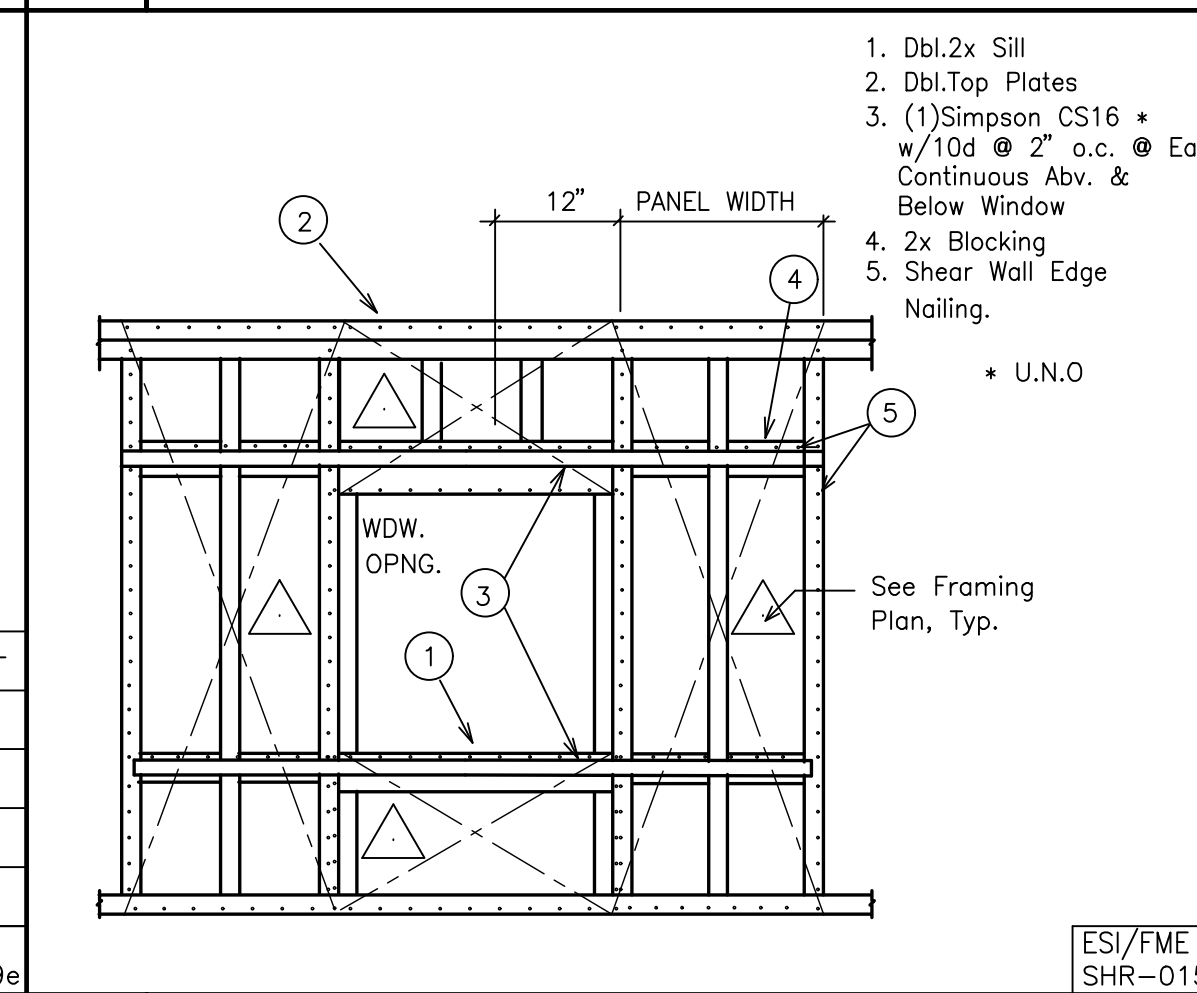 1. Dbl.2x Sill
2. Dbl.Top Plates
3. (1)Simpson CS16 *
w/10d @ 2" o.c. @ Ea
Continuous Abv. &
Below Window
4. 2x Blocking
5. Shear Wall Edge
Nailing.
* U.N.O
12" PANEL WIDTH
2
4
5
WDW.
OPNG.
3
1
See Framing
Plan, Typ.
ESI/FME
SHR-015